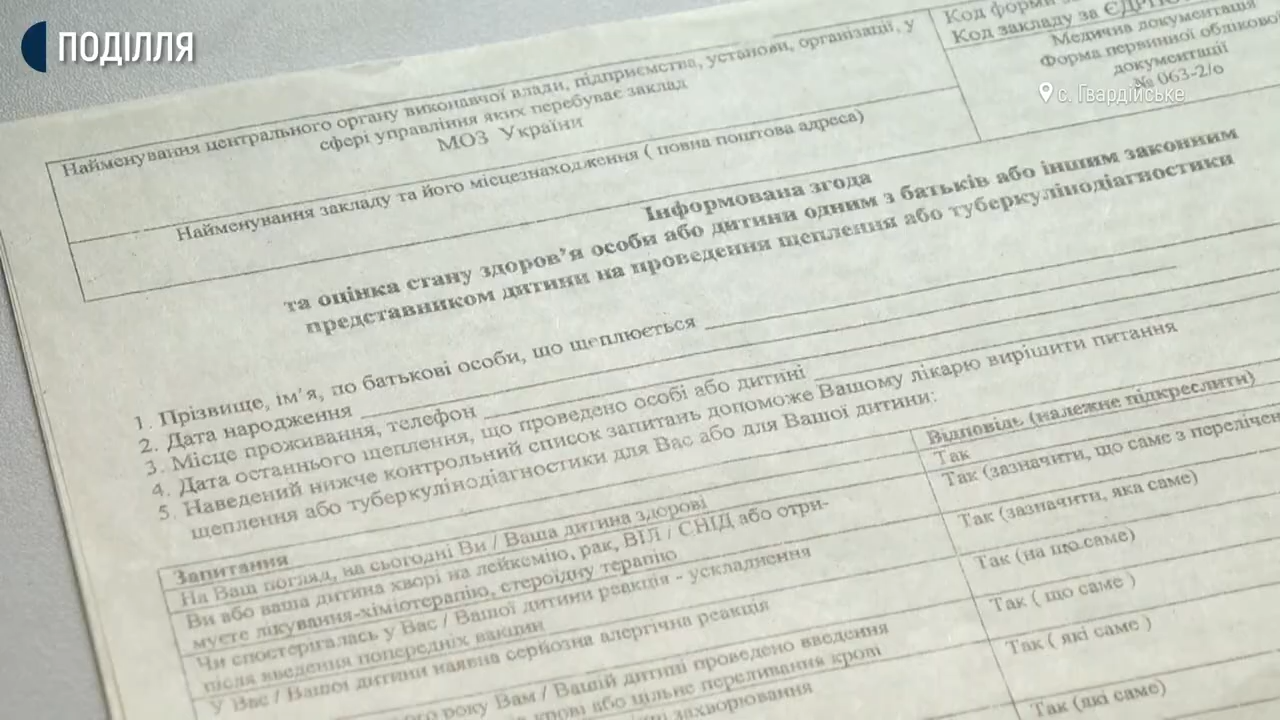 ПОДІЛЛЯ
с. Гвардійське
Найменування центрального органу виконавчої влади, підприємства, установи, організації, у
сфері управління яких перебуває заклад
МОЗ України
Найменування закладу та його місцезнаходження ( повна поштова адреса)
Код форми
Код закладу за ЄДРПО
Медична документація
Форма первинної облікової
документації
№ 063-2/о
Інформована згода
та оцінка стану здоров’я особи або дитини одним з батьків або іншим законним
представником дитини на проведення щеплення або туберкулінодіагностики
1. Прізвище, ім’я, по батькові особи, що щеплюється
2. Дата народження
3. Місце проживання, телефон
4. Дата останнього щеплення, що проведено особі або дитині
5. Наведений нижче контрольний список запитань допоможе Вашому лікарю вирішити питання
щеплення або туберкулінодіагностики для Вас або для Вашої дитини:
Запитання
Відповідь (належне підкреслити)
На Ваш погляд, на сьогодні Ви / Ваша дитина здорові
Так
Ви або ваша дитина хворі на лейкемію, рак, ВІЛ / СНІД або отри-
муєте лікування-хіміотерапію, стероїдну терапію
Так (зазначити, що саме з перелічен
Чи спостерігалась у Вас / Вашої дитини реакція - ускладнення
після введення попередніх вакцин
Так (зазначити, яка саме)
У Вас / Вашої дитини наявна серйозна алергічна реакція
Так (на що саме)
Так ( що саме )
року Вам / Вашій дитині проведено введення
крові або цільне переливання крові
Так ( які саме )
захворювання
Так (які саме)